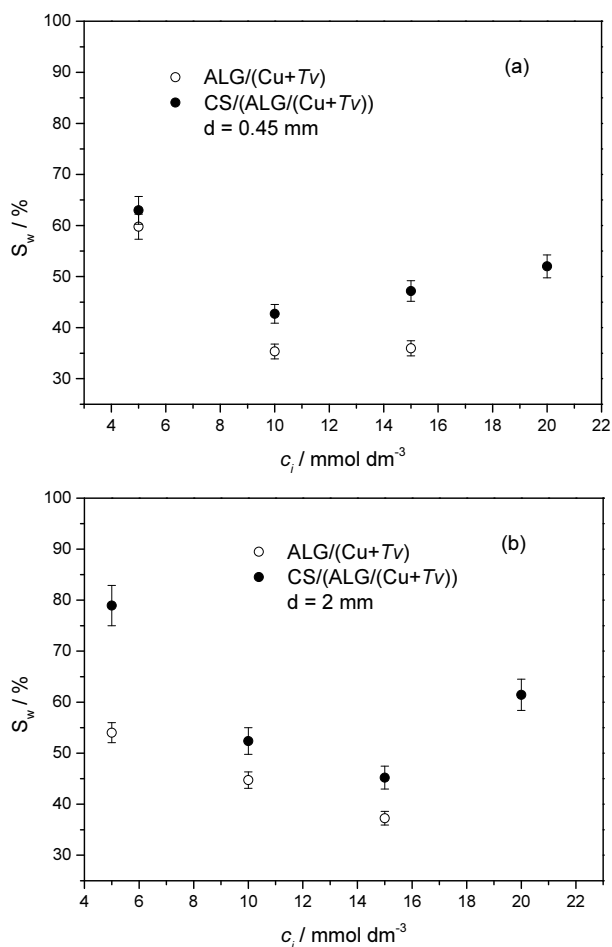 100
90
80
70
60
50
40
30
S_w / %
ALG/(Cu+Tv)
CS/(ALG/(Cu+Tv))
d = 0.45 mm
(a)
4 6 8 10 12 14 16 18 20 22
c_i / mmol dm⁻³
100
90
80
70
60
50
40
30
S_w / %
ALG/(Cu+Tv)
CS/(ALG/(Cu+Tv))
d = 2 mm
(b)
4 6 8 10 12 14 16 18 20 22
c_i / mmol dm⁻³